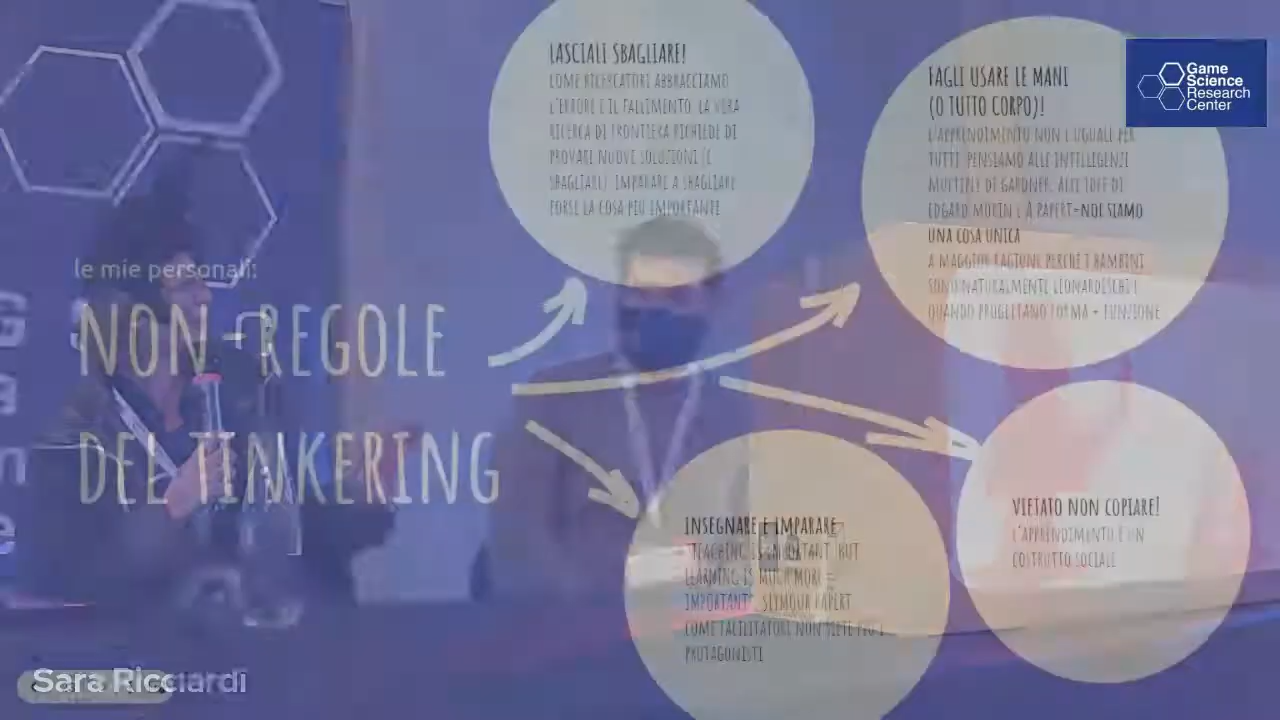 le mie personali:
NON-REGOLE
DEL TINKERING
LASCIALI SBAGLIARE!
COME RICERCATORI ABBRACCIAMO
L'ERRORE E IL FALLIMENTO. LA VERA
RICERCA DI FRONTIERA RICHIEDE DI
PROVARE NUOVE SOLUZIONI (E
SBAGLIARE). IMPARARE A SBAGLIARE
FORSE LA COSA PIÙ IMPORTANTE
FAGLI USARE LE MANI
(O TUTTO CORPO)!
L'APPRENDIMENTO NON È UGUALE PER
TUTTI. PENSIAMO ALLE INTELLIGENZE
MULTIPLE DI GARDNER, ALLE IDEE DI
EDGARD MORIN E A PAPERT=NOI SIAMO
UNA COSA UNICA
A MAGGIOR RAGIONE PERCHÉ I BAMBINI
SONO NATURALMENTE LEONARDESCHI E
QUANDO PROGETTANO FORMA = FUNZIONE
INSEGNARE E IMPARARE
"TEACHING IS IMPORTANT, BUT
LEARNING IS MUCH MORE
IMPORTANT", SEYMOUR PAPERT
COME FACILITATORI NON SIETE PIÙ I
PROTAGONISTI
VIETATO NON COPIARE!
L'APPRENDIMENTO È UN
COSTRUTTO SOCIALE
Game
Science
Research
Center
Game
Sara Ricciardi